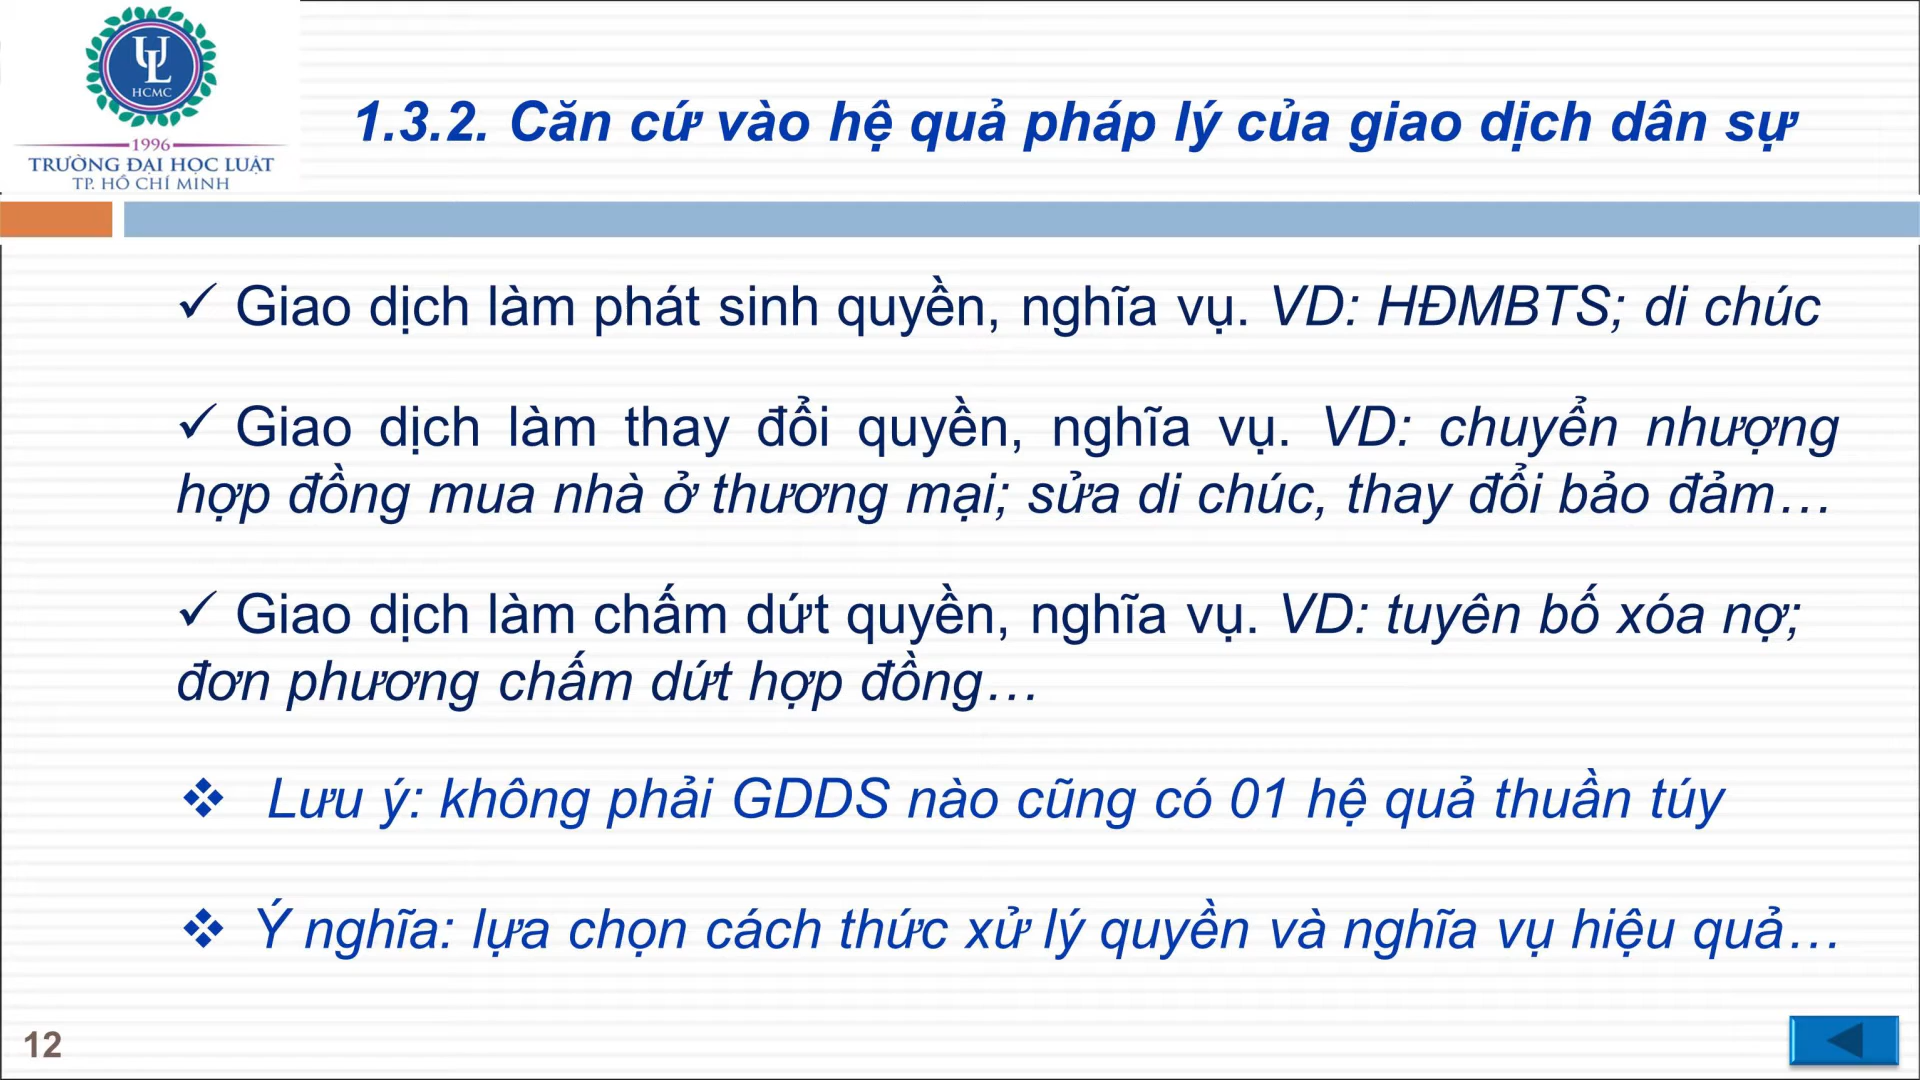 UL
HCMC
1996
TRƯỜNG ĐẠI HỌC LUẬT
TP. HỒ CHÍ MINH
1.3.2. Căn cứ vào hệ quả pháp lý của giao dịch dân sự
✓ Giao dịch làm phát sinh quyền, nghĩa vụ. VD: HĐMBTS; di chúc
✓ Giao dịch làm thay đổi quyền, nghĩa vụ. VD: chuyển nhượng
hợp đồng mua nhà ở thương mại; sửa di chúc, thay đổi bảo đảm…
✓ Giao dịch làm chấm dứt quyền, nghĩa vụ. VD: tuyên bố xóa nợ;
đơn phương chấm dứt hợp đồng…
❖ Lưu ý: không phải GDDS nào cũng có 01 hệ quả thuần túy
❖ Ý nghĩa: lựa chọn cách thức xử lý quyền và nghĩa vụ hiệu quả…
12